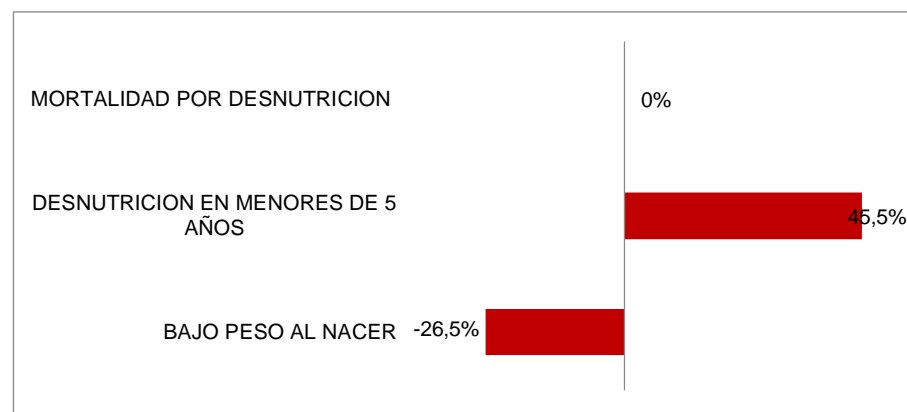 MORTALIDAD POR DESNUTRICION
0%
DESNUTRICION EN MENORES DE 5
AÑOS
45,5%
BAJO PESO AL NACER
-26,5%